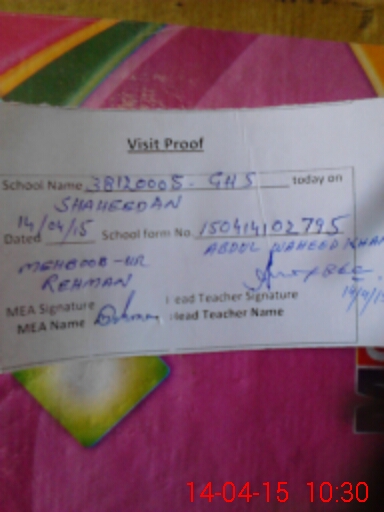 Visit Proof
School Name 38120005 - GHS today on
SHAHEEDAN
14/04/15
Dated School form No. 150414102795
ABDUL WAHEED KHAN
MEHBOOB-UR
REHMAN
MEA Signature Head Teacher Signature
14/4/15
MEA Name Head Teacher Name
14-04-15 10:30